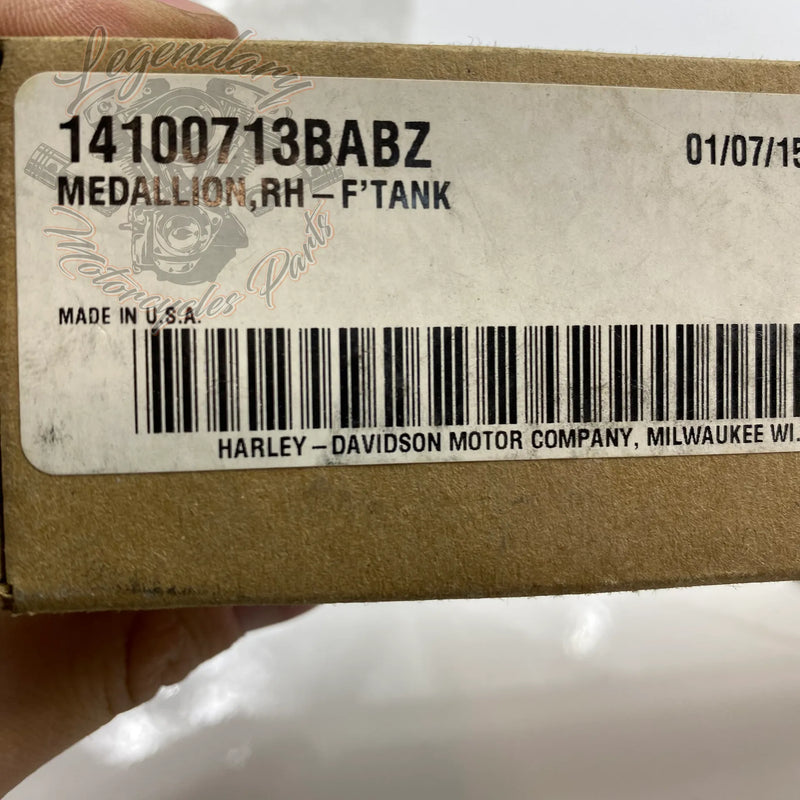 Legendary
Motorcycles Parts
14100713BABZ
01/07/15
MEDALLION,RH–F'TANK
MADE IN U.S.A.
HARLEY–DAVIDSON MOTOR COMPANY, MILWAUKEE WI.